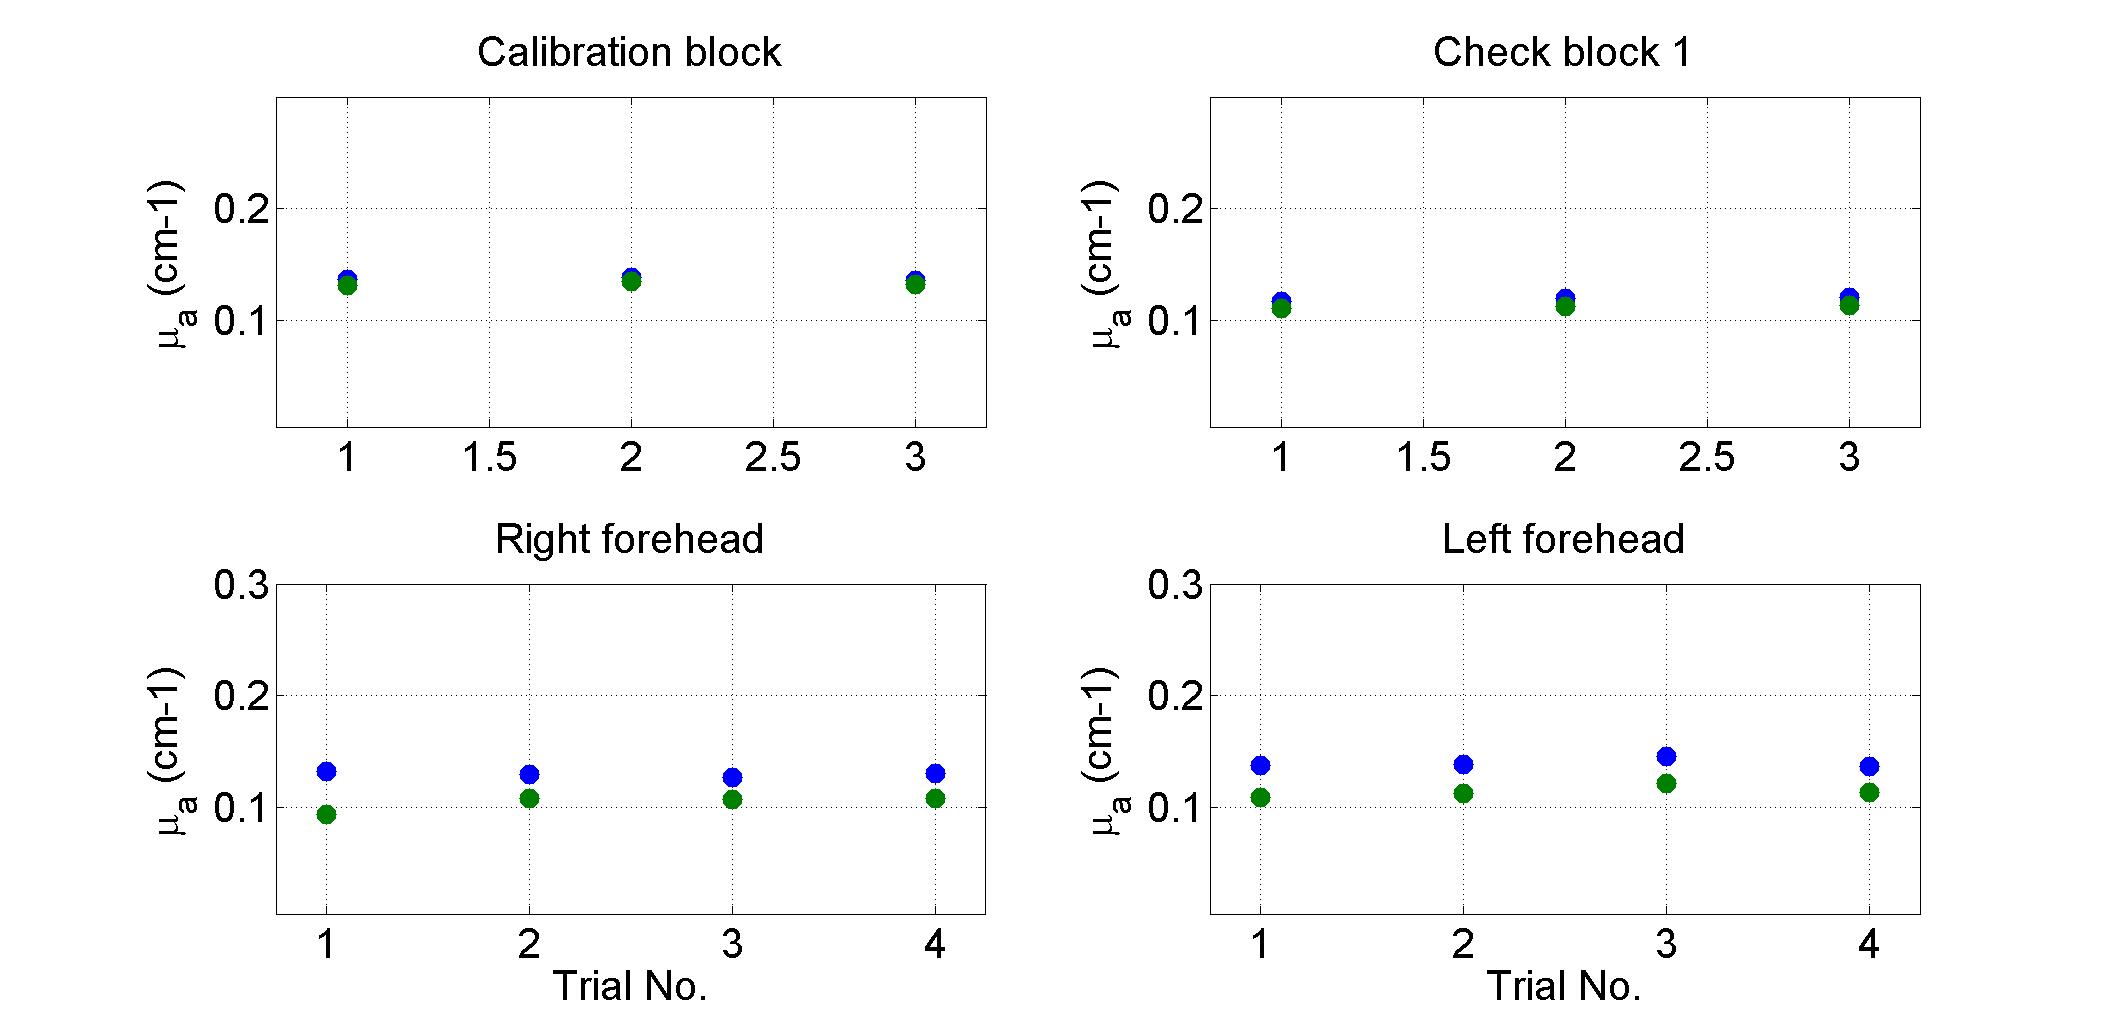 Calibration block
μa (cm-1)
0.2
0.1
1 1.5 2 2.5 3
Check block 1
μa (cm-1)
0.2
0.1
1 1.5 2 2.5 3
Right forehead
μa (cm-1)
0.3
0.2
0.1
1 2 3 4
Trial No.
Left forehead
μa (cm-1)
0.3
0.2
0.1
1 2 3 4
Trial No.